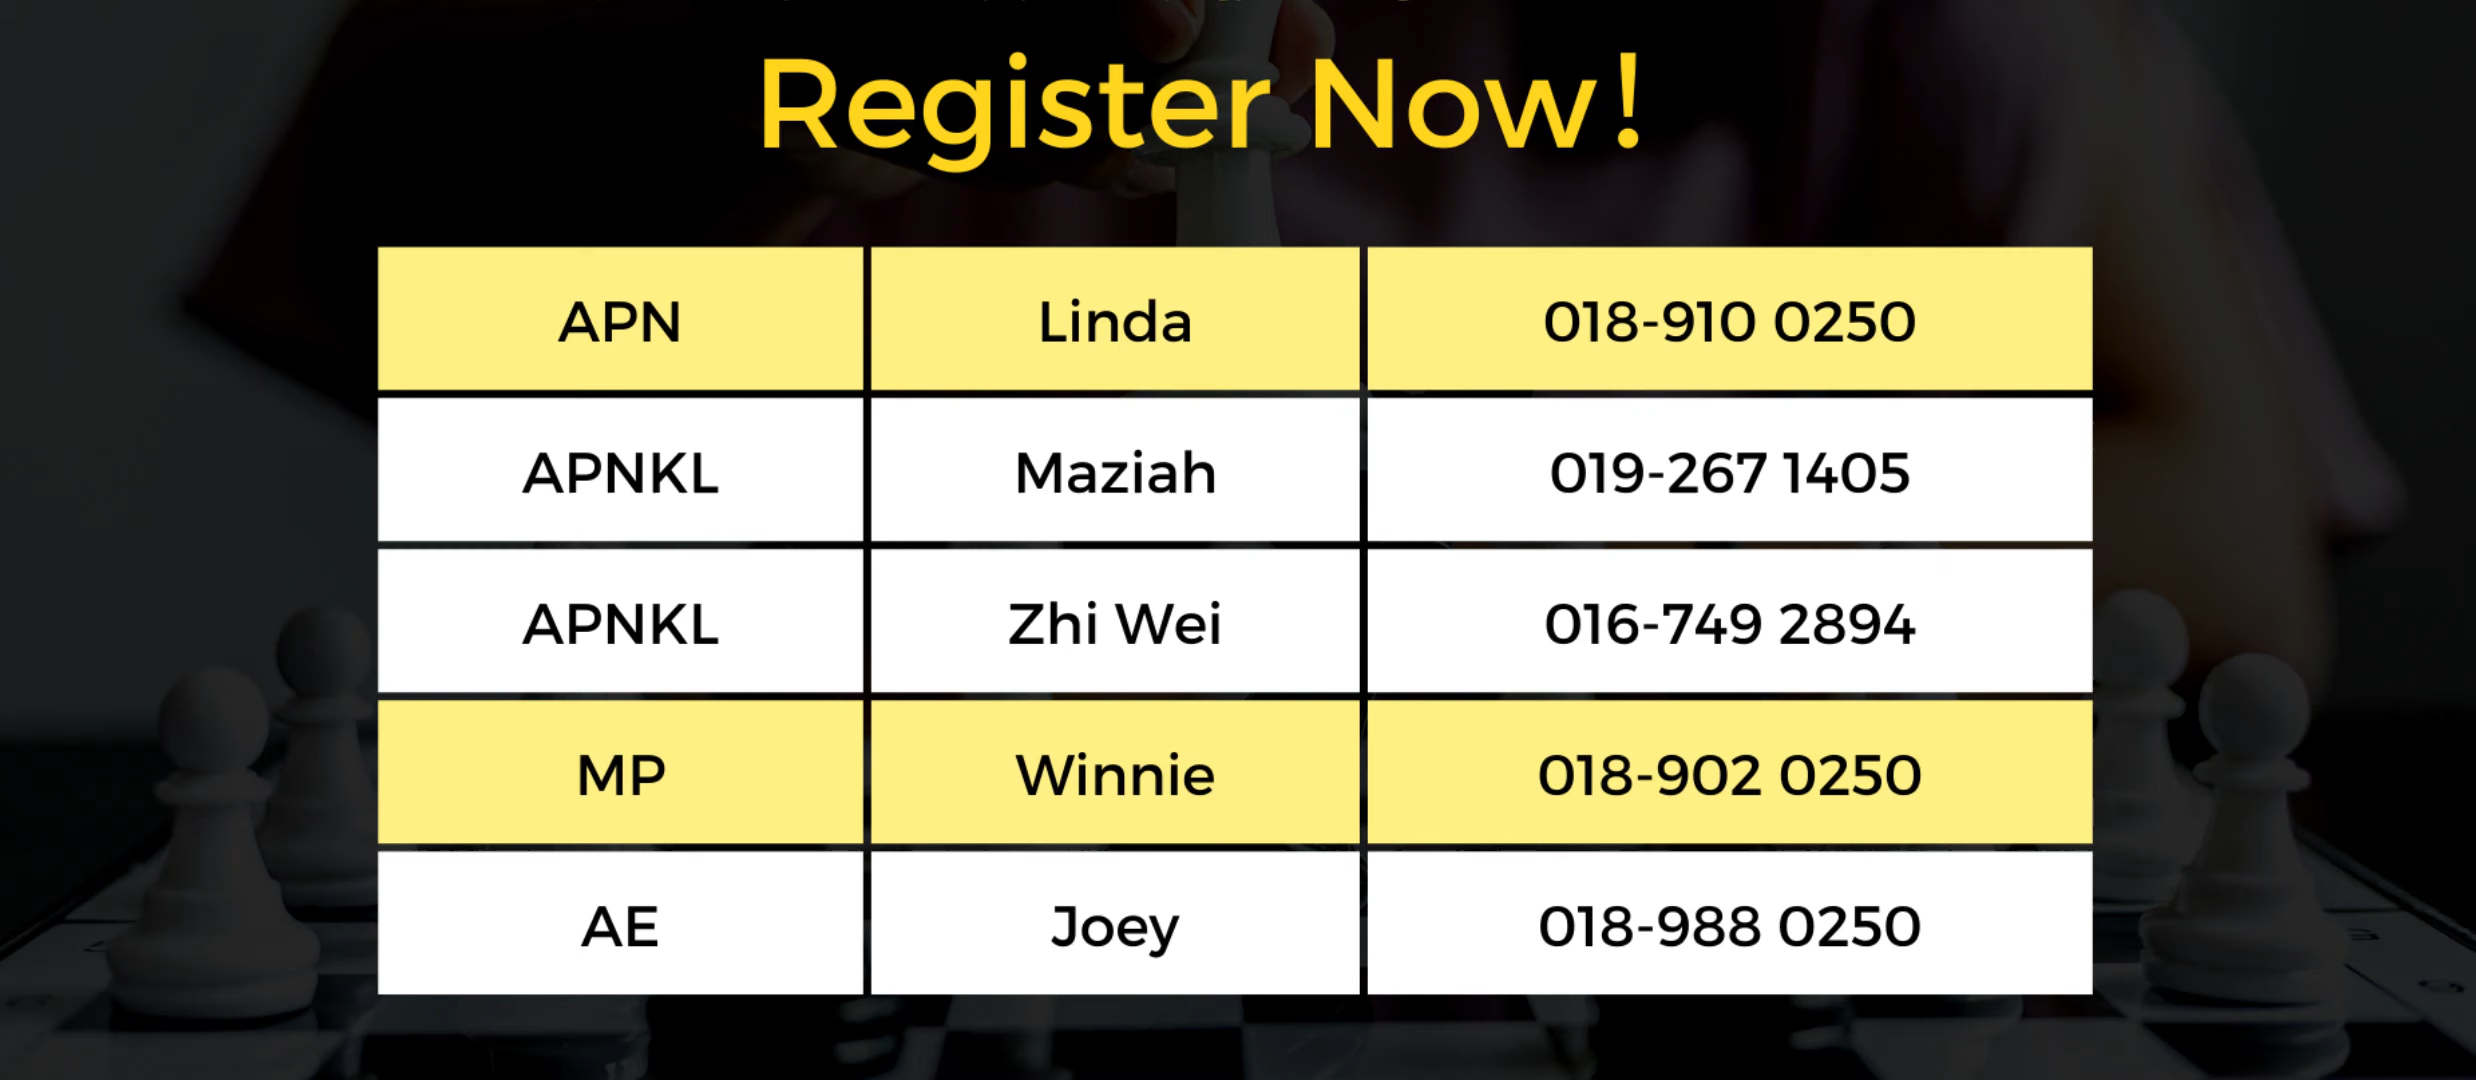 Register Now!
APN Linda 018-910 0250
APNKL Maziah 019-267 1405
APNKL Zhi Wei 016-749 2894
MP Winnie 018-902 0250
AE Joey 018-988 0250